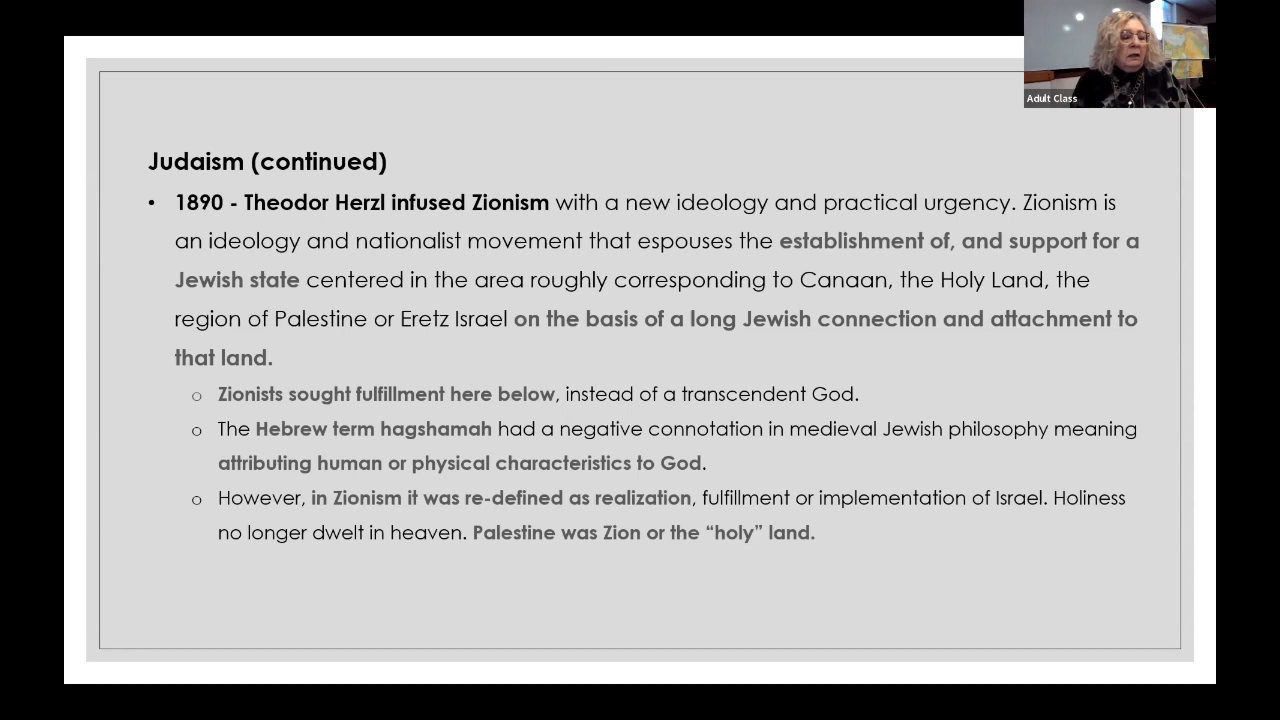 Adult Class
Judaism (continued)
• 1890 - Theodor Herzl infused Zionism with a new ideology and practical urgency. Zionism is
an ideology and nationalist movement that espouses the establishment of, and support for a
Jewish state centered in the area roughly corresponding to Canaan, the Holy Land, the
region of Palestine or Eretz Israel on the basis of a long Jewish connection and attachment to
that land.
o Zionists sought fulfillment here below, instead of a transcendent God.
o The Hebrew term hagshamah had a negative connotation in medieval Jewish philosophy meaning
attributing human or physical characteristics to God.
o However, in Zionism it was re-defined as realization, fulfillment or implementation of Israel. Holiness
no longer dwelt in heaven. Palestine was Zion or the “holy” land.